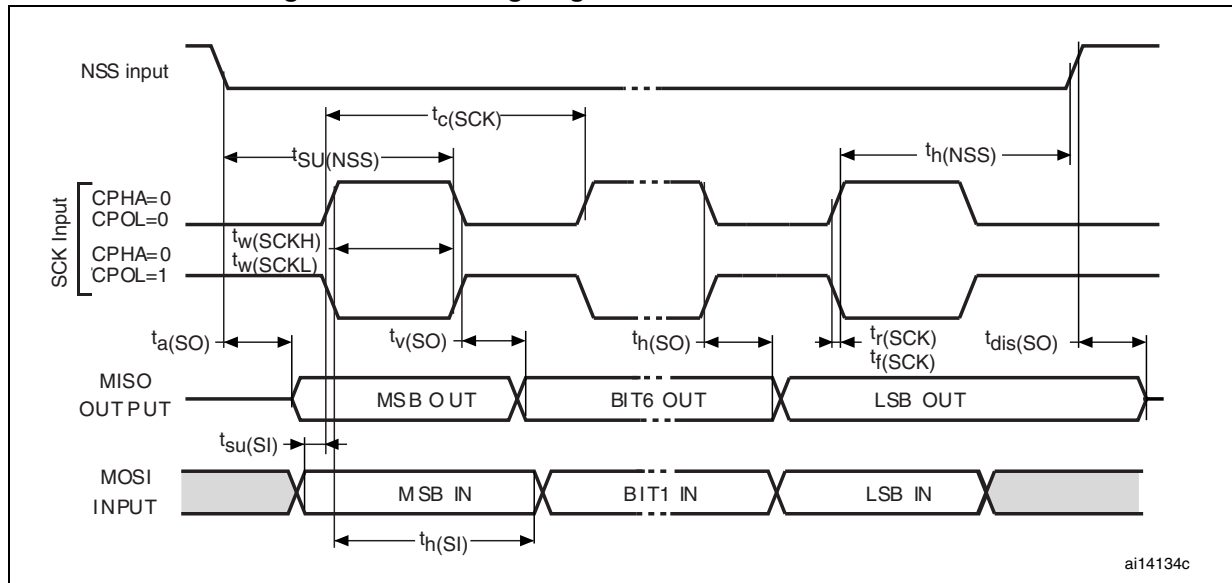 NSS input
tc(SCK)
tSU(NSS)
th(NSS)
SCK Input
CPHA=0
CPOL=0
tw(SCKH)
CPHA=0
tw(SCKL)
CPOL=1
ta(SO)
tv(SO)
th(SO)
tr(SCK)
tf(SCK)
tdis(SO)
MISO
OUTPUT
MSB OUT
BIT6 OUT
LSB OUT
tsu(SI)
MOSI
INPUT
MSB IN
BIT1 IN
LSB IN
th(SI)
ai14134c